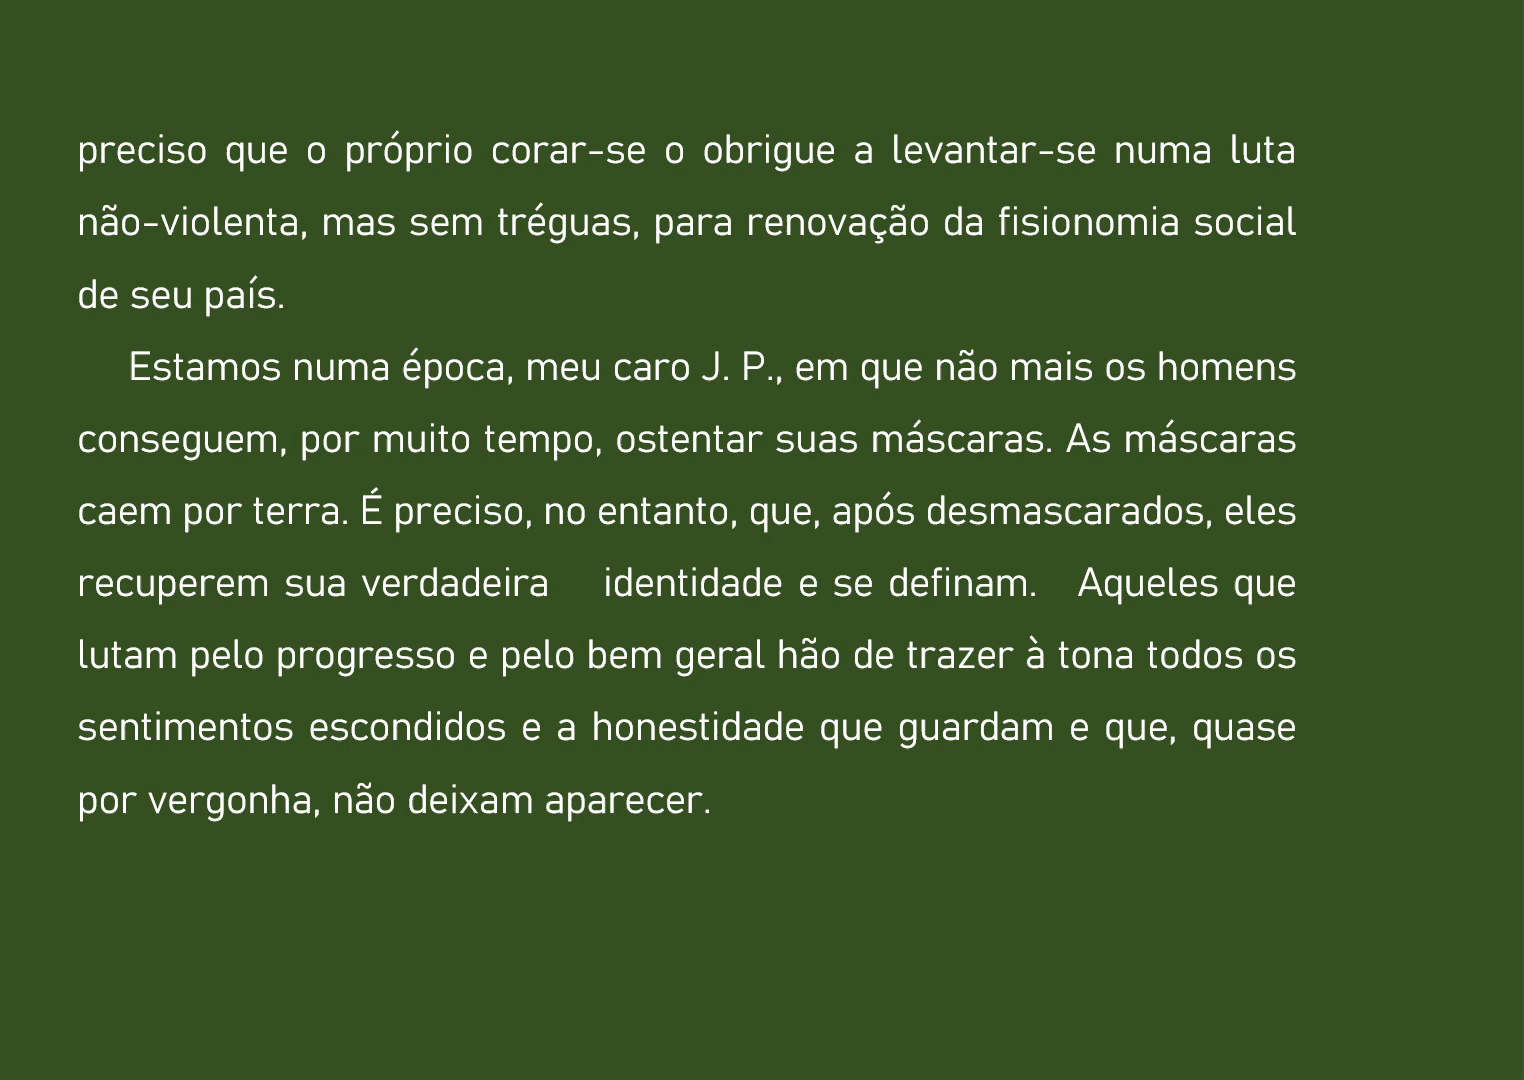 preciso que o próprio corar-se o obrigue a levantar-se numa luta
não-violenta, mas sem tréguas, para renovação da fisionomia social
de seu país.
Estamos numa época, meu caro J. P., em que não mais os homens
conseguem, por muito tempo, ostentar suas máscaras. As máscaras
caem por terra. É preciso, no entanto, que, após desmascarados, eles
recuperem sua verdadeira identidade e se definam. Aqueles que
lutam pelo progresso e pelo bem geral hão de trazer à tona todos os
sentimentos escondidos e a honestidade que guardam e que, quase
por vergonha, não deixam aparecer.